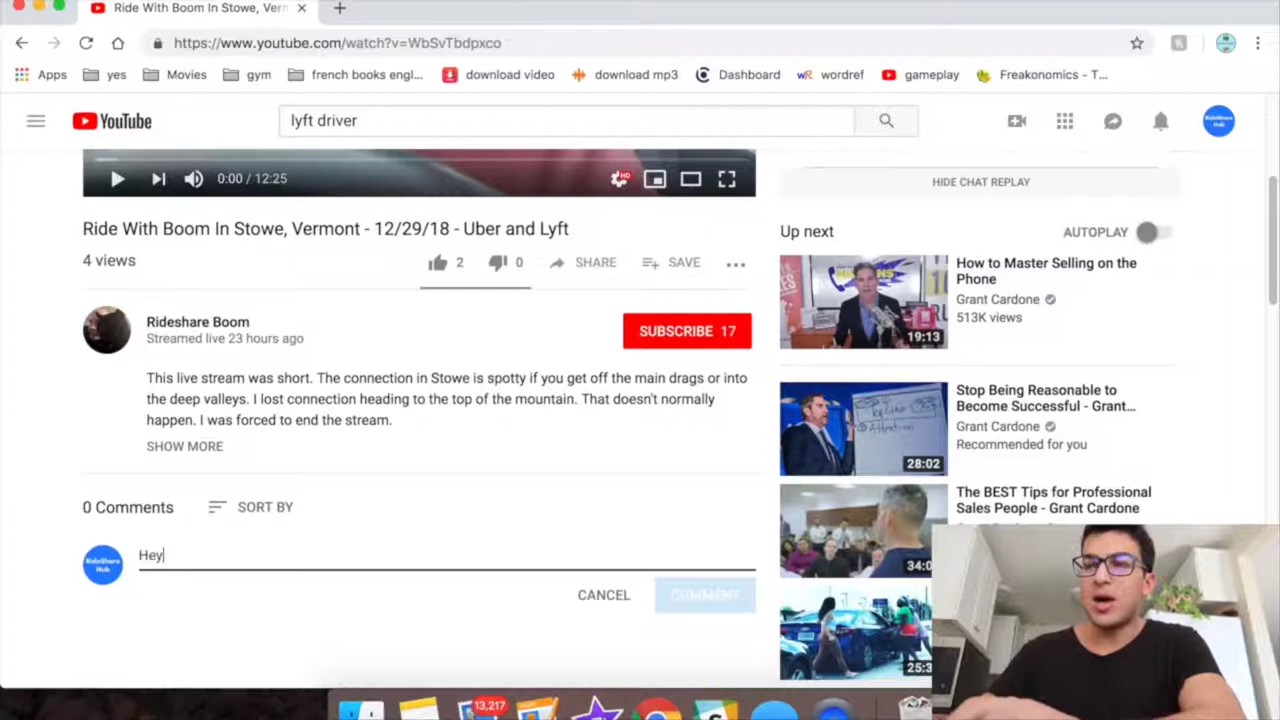 Ride With Boom In Stowe, Verm
https://www.youtube.com/watch?v=WbSvTbdpxco
Apps yes Movies gym french books engl... download video download mp3 Dashboard wordref gameplay Freakonomics - T...
YouTube lyft driver RideShare Hub
0:00 / 12:25 HD
HIDE CHAT REPLAY
Ride With Boom In Stowe, Vermont - 12/29/18 - Uber and Lyft
4 views 2 0 SHARE SAVE
Rideshare Boom
Streamed live 23 hours ago
SUBSCRIBE 17
This live stream was short. The connection in Stowe is spotty if you get off the main drags or into
the deep valleys. I lost connection heading to the top of the mountain. That doesn't normally
happen. I was forced to end the stream.
SHOW MORE
0 Comments SORT BY
RideShare Hub
Hey
CANCEL COMMENT
Up next AUTOPLAY
How to Master Selling on the
Phone
Grant Cardone
513K views
19:13
Stop Being Reasonable to
Become Successful - Grant...
Grant Cardone
Recommended for you
28:02
The BEST Tips for Professional
Sales People - Grant Cardone
34:0
25:3
13,217